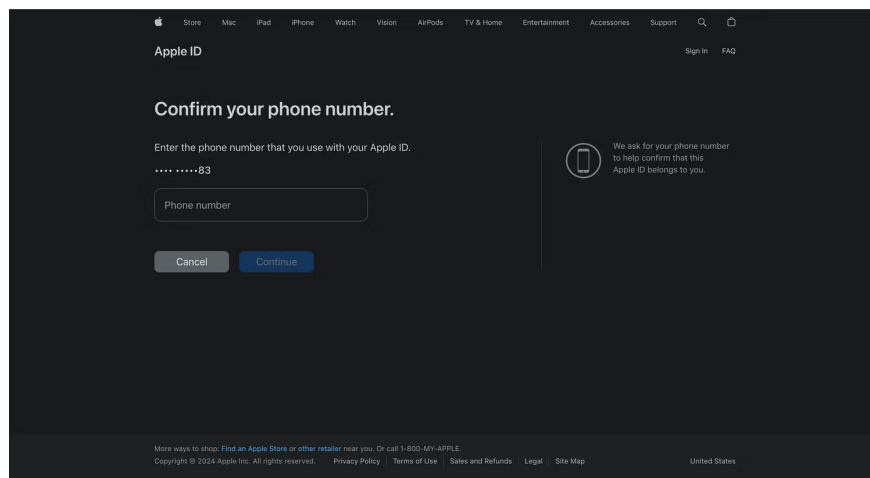 Store Mac iPad iPhone Watch Vision AirPods TV & Home Entertainment Accessories Support
Apple ID
Sign In FAQ
Confirm your phone number.
Enter the phone number that you use with your Apple ID.
•••• •••••83
Phone number
Cancel Continue
We ask for your phone number
to help confirm that this
Apple ID belongs to you.
More ways to shop: Find an Apple Store or other retailer near you. Or call 1-800-MY-APPLE.
Copyright © 2024 Apple Inc. All rights reserved. Privacy Policy | Terms of Use | Sales and Refunds | Legal | Site Map
United States